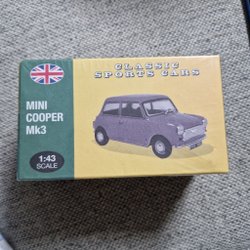 CLASSIC
SPORTS CARS
MINI
COOPER
Mk3
1:43
SCALE